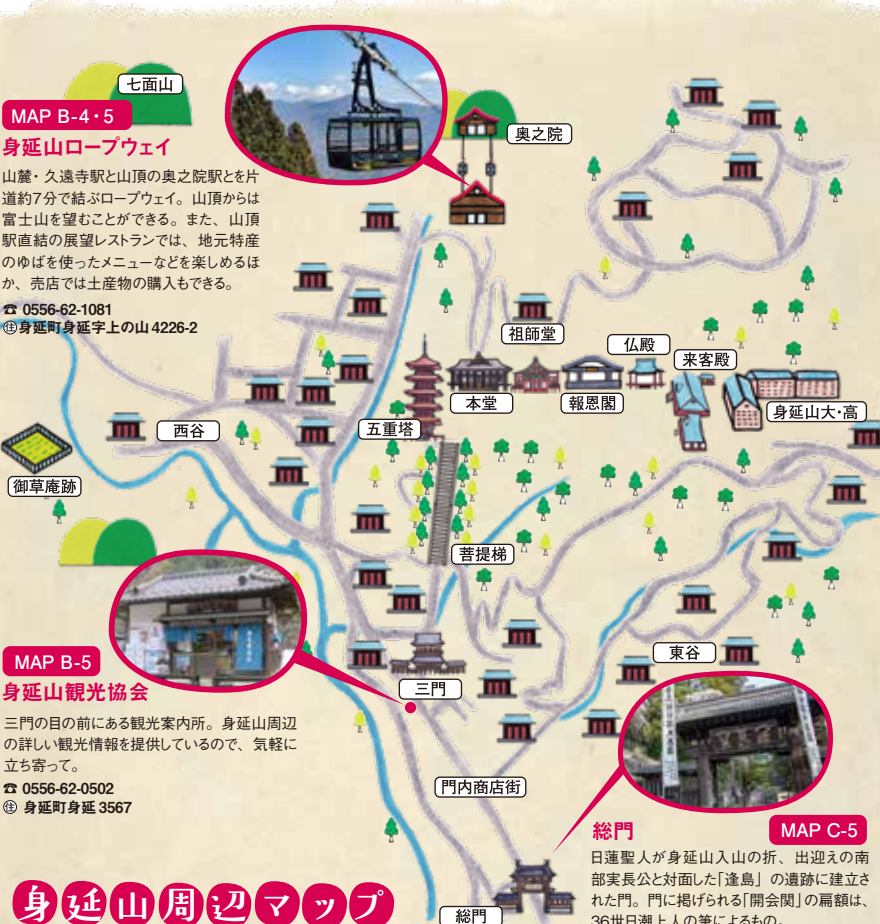 七面山
MAP B-4・5
身延山ロープウェイ
山麓・久遠寺駅と山頂の奥之院駅とを片
道約7分で結ぶロープウェイ。山頂からは
富士山を望むことができる。また、山頂
駅直結の展望レストランでは、地元特産
のゆばを使ったメニューなどを楽しめるほ
か、売店では土産物の購入もできる。
☎ 0556-62-1081
㊟身延町身延字上の山 4226-2
奥之院
祖師堂
仏殿
来客殿
本堂
報恩閣
身延山大・高
五重塔
西谷
御草庵跡
菩提梯
東谷
三門
MAP B-5
身延山観光協会
三門の目の前にある観光案内所。身延山周辺
の詳しい観光情報を提供しているので、気軽に
立ち寄って。
☎ 0556-62-0502
㊟ 身延町身延 3567
門内商店街
総門
MAP C-5
日蓮聖人が身延山入山の折、出迎えの南
部実長公と対面した「逢島」の遺跡に建立さ
れた門。門に掲げられる「開会関」の扁額は、
36世日潮上人の筆によるもの。
総門
身延山周辺マップ